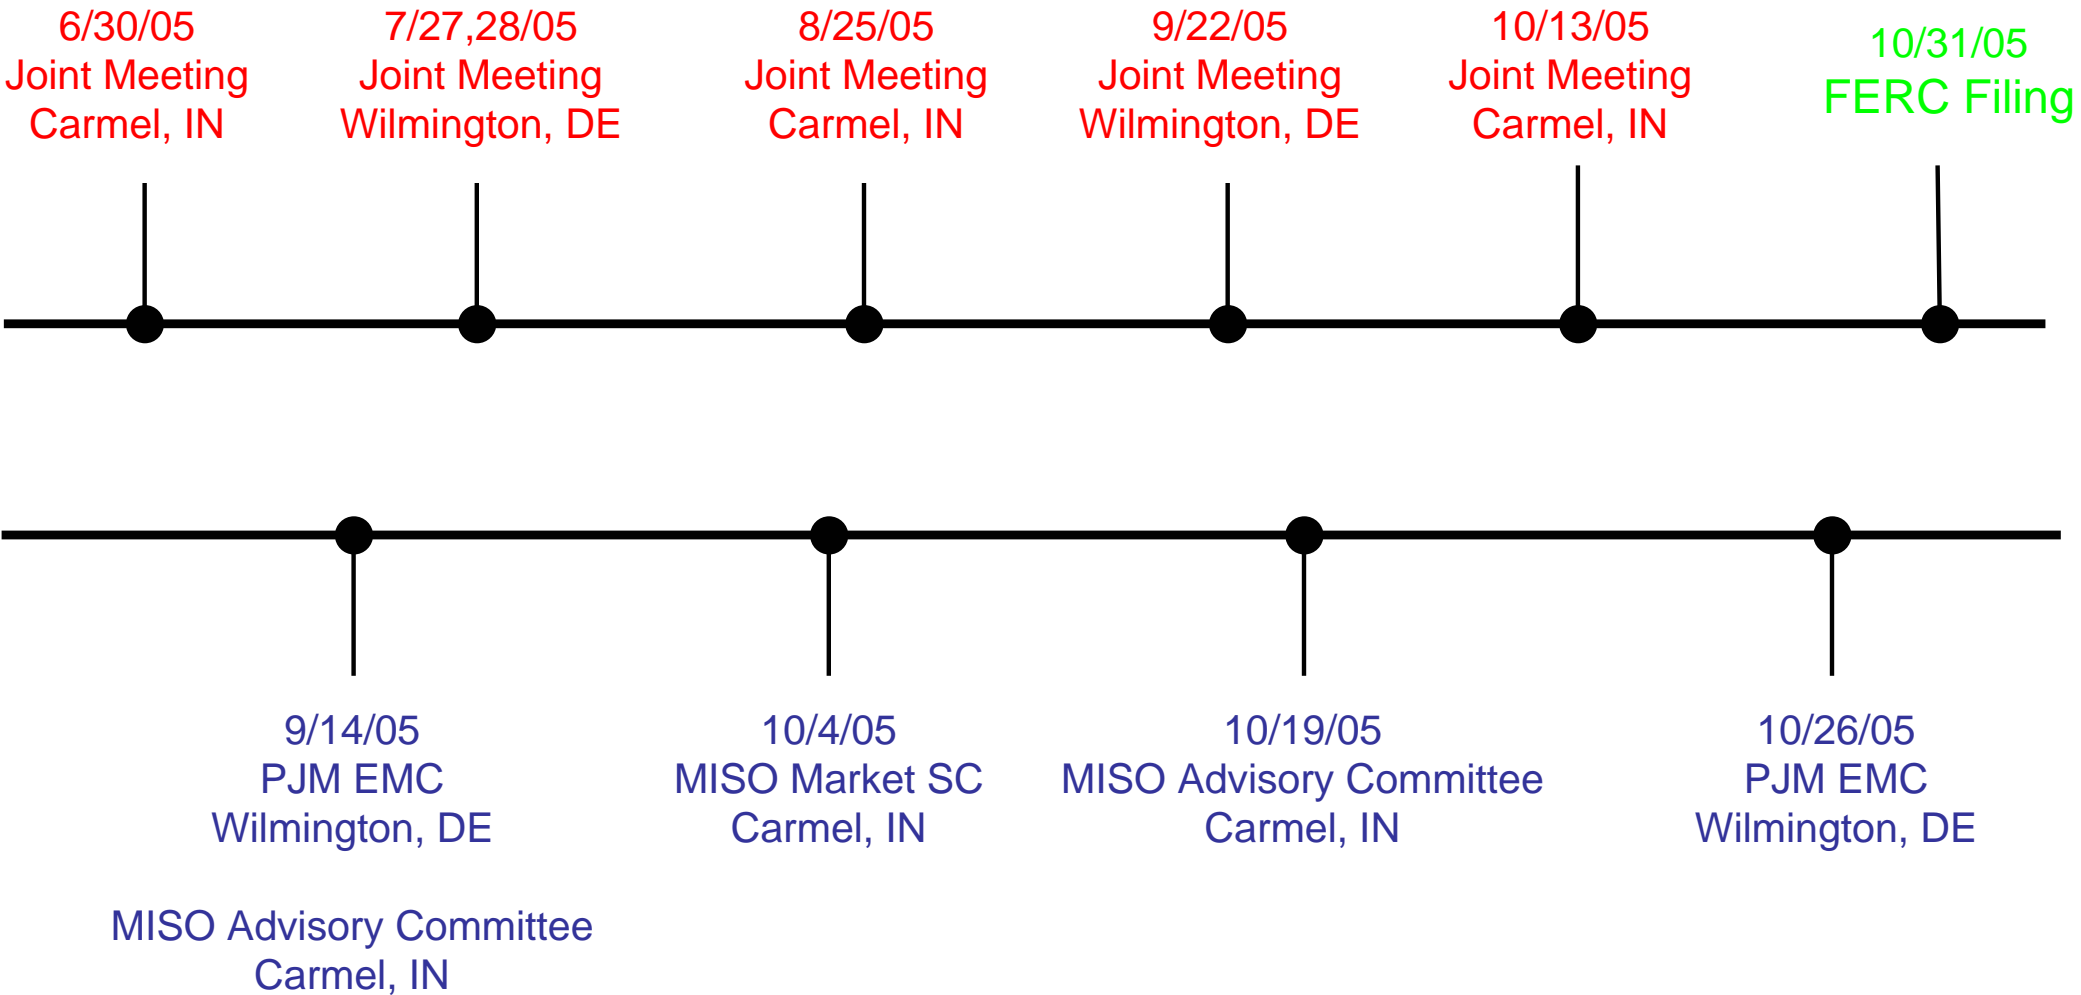 6/30/05
Joint Meeting
Carmel, IN
7/27,28/05
Joint Meeting
Wilmington, DE
8/25/05
Joint Meeting
Carmel, IN
9/22/05
Joint Meeting
Wilmington, DE
10/13/05
Joint Meeting
Carmel, IN
10/31/05
FERC Filing
9/14/05
PJM EMC
Wilmington, DE
MISO Advisory Committee
Carmel, IN
10/4/05
MISO Market SC
Carmel, IN
10/19/05
MISO Advisory Committee
Carmel, IN
10/26/05
PJM EMC
Wilmington, DE